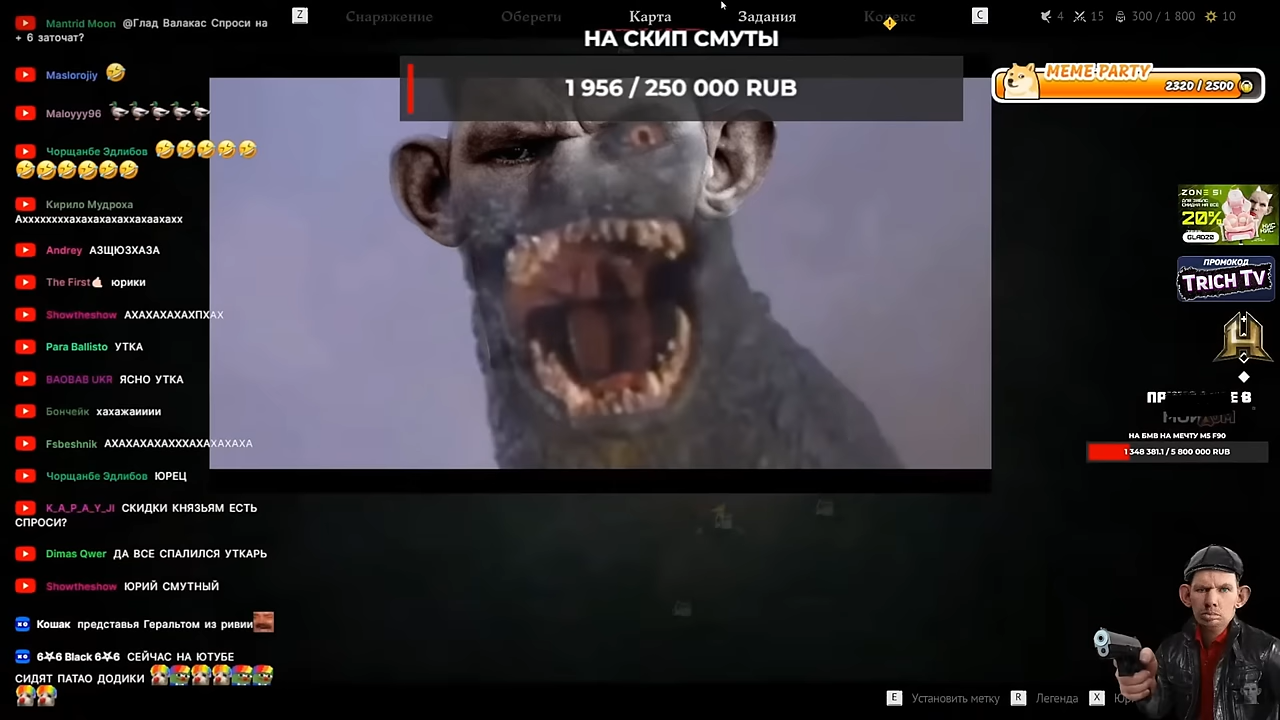 Mantrid Moon @Глад Валакас Спроси на
+ 6 заточат?
Maslorojiy
Maloyyy96
Чорщанбе Эдлибов
Кирило Мудроха
Аххххххахахахахаххахаахахх
Andrey АЗЩЮЗХАЗА
The First юрики
Showtheshow АХАХАХАХАХПХАХ
Para Ballisto УТКА
BAOBAB UKR ЯСНО УТКА
Бончейк хахажаииии
Fsbeshnik АХАХАХАХАХХХАХАХАХАХА
Чорщанбе Эдлибов ЮРЕЦ
K_A_P_A_Y_JI СКИДКИ КНЯЗЬЯМ ЕСТЬ
СПРОСИ?
Dimas Qwer ДА ВСЕ СПАЛИЛСЯ УТКАРЬ
Showtheshow ЮРИЙ СМУТНЫЙ
Кошак представья Геральтом из ривии
6⛧6 Black 6⛧6 СЕЙЧАС НА ЮТУБЕ
СИДЯТ ПАТАО ДОДИКИ
Z Снаряжение Обереги Карта Задания Кодекс C
4 15 300 / 1 800 10
НА СКИП СМУТЫ
1 956 / 250 000 RUB
MEME PARTY
2320 / 2500
ZONE 51
20%
GLAD20
ПРОМОКОД
TRICH TV
НА БМВ НА МЕЧТУ M5 F90
1 348 381.1 / 5 800 000 RUB
E Установить метку R Легенда X